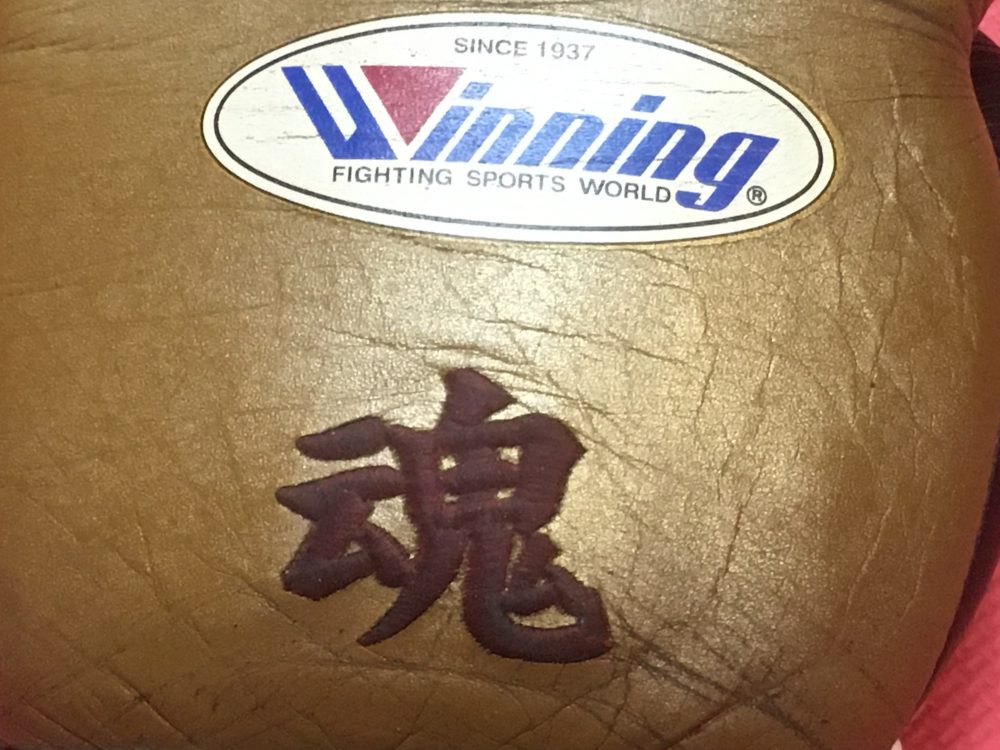 SINCE 1937
Winning
FIGHTING SPORTS WORLD ®
魂